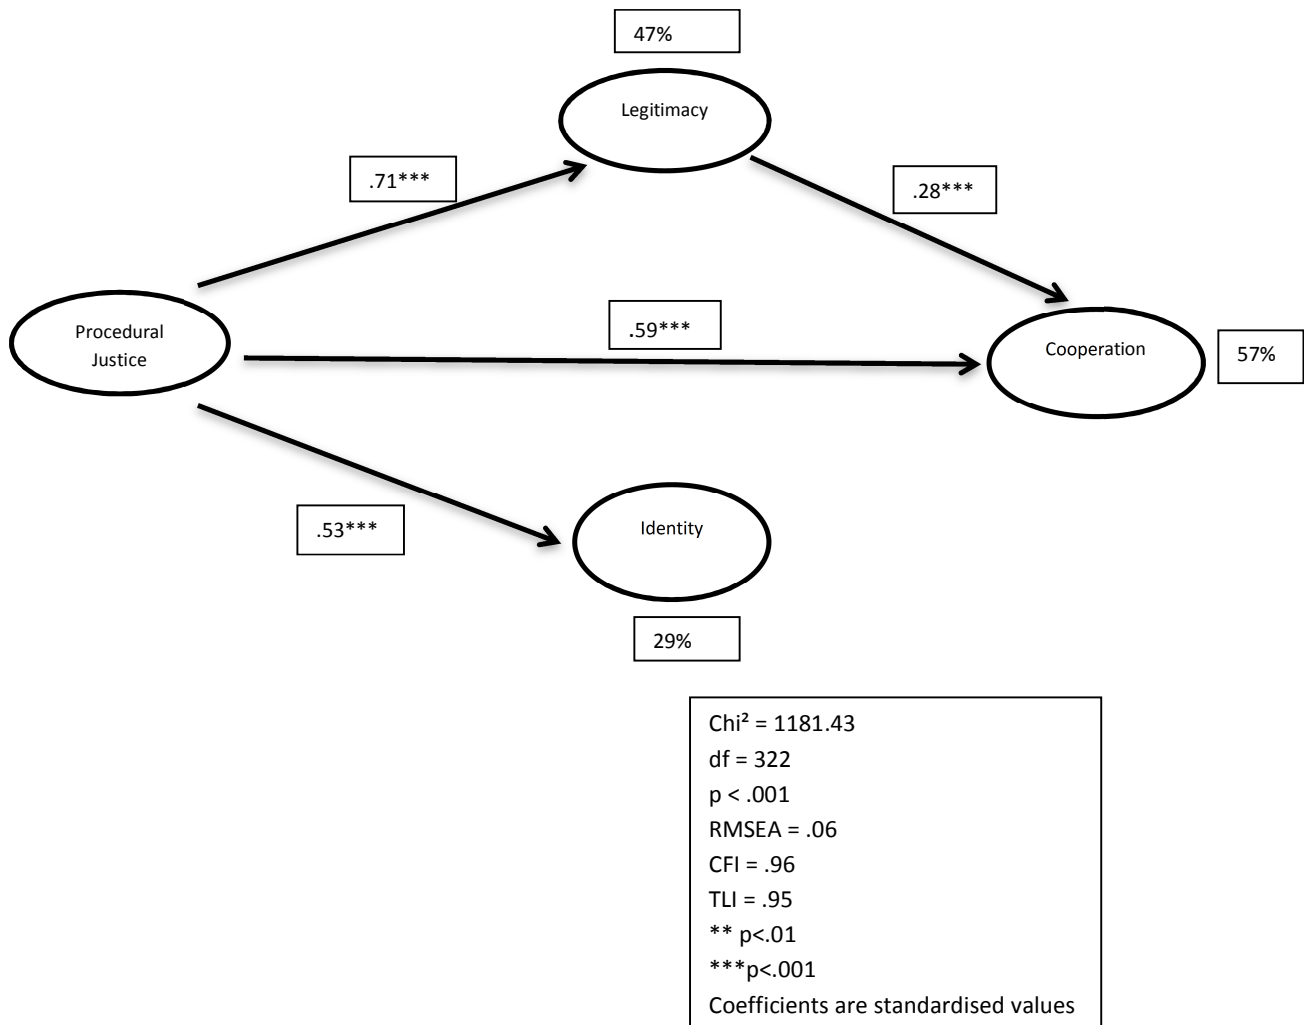 47%
Legitimacy
.71***
.28***
Procedural
Justice
.59***
Cooperation
57%
.53***
Identity
29%
Chi² = 1181.43
df = 322
p < .001
RMSEA = .06
CFI = .96
TLI = .95
** p<.01
***p<.001
Coefficients are standardised values